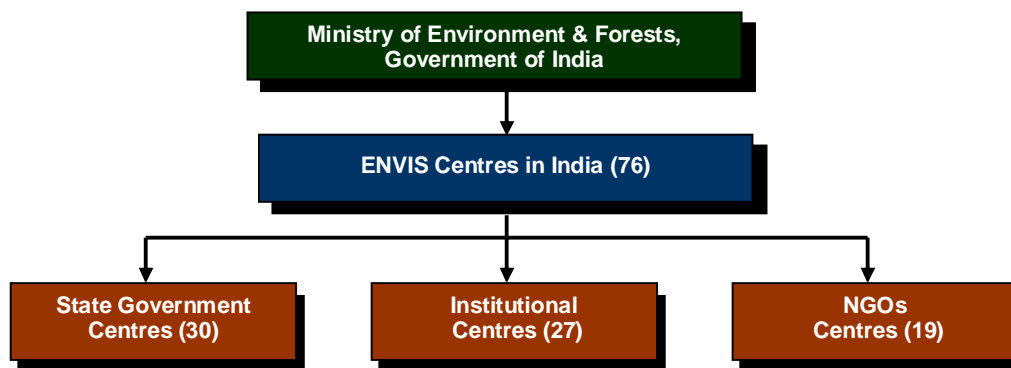 Ministry of Environment & Forests,
Government of India
ENVIS Centres in India (76)
State Government
Centres (30)
Institutional
Centres (27)
NGOs
Centres (19)